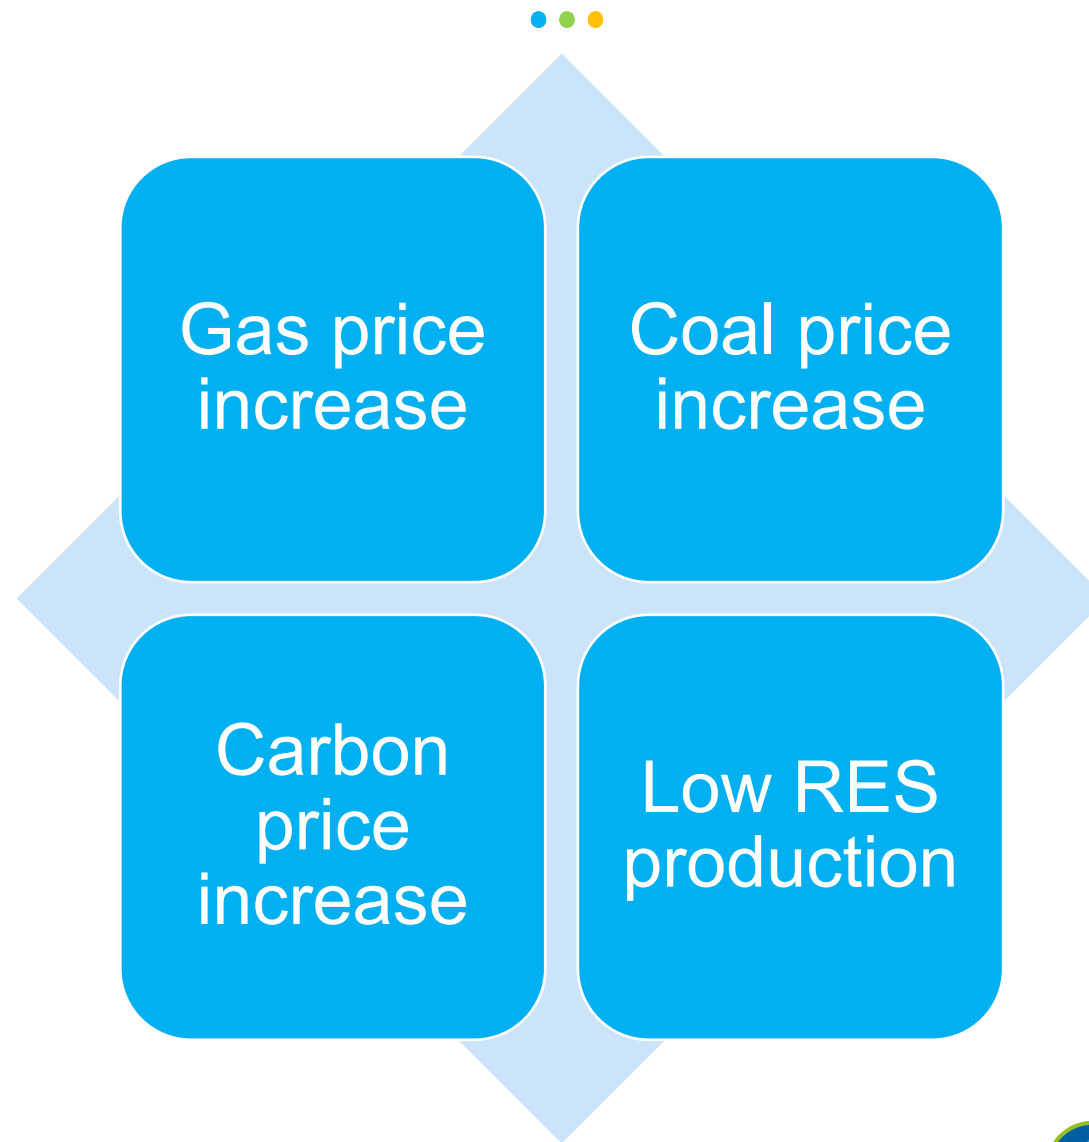 Gas price
increase
Coal price
increase
Carbon
price
increase
Low RES
production